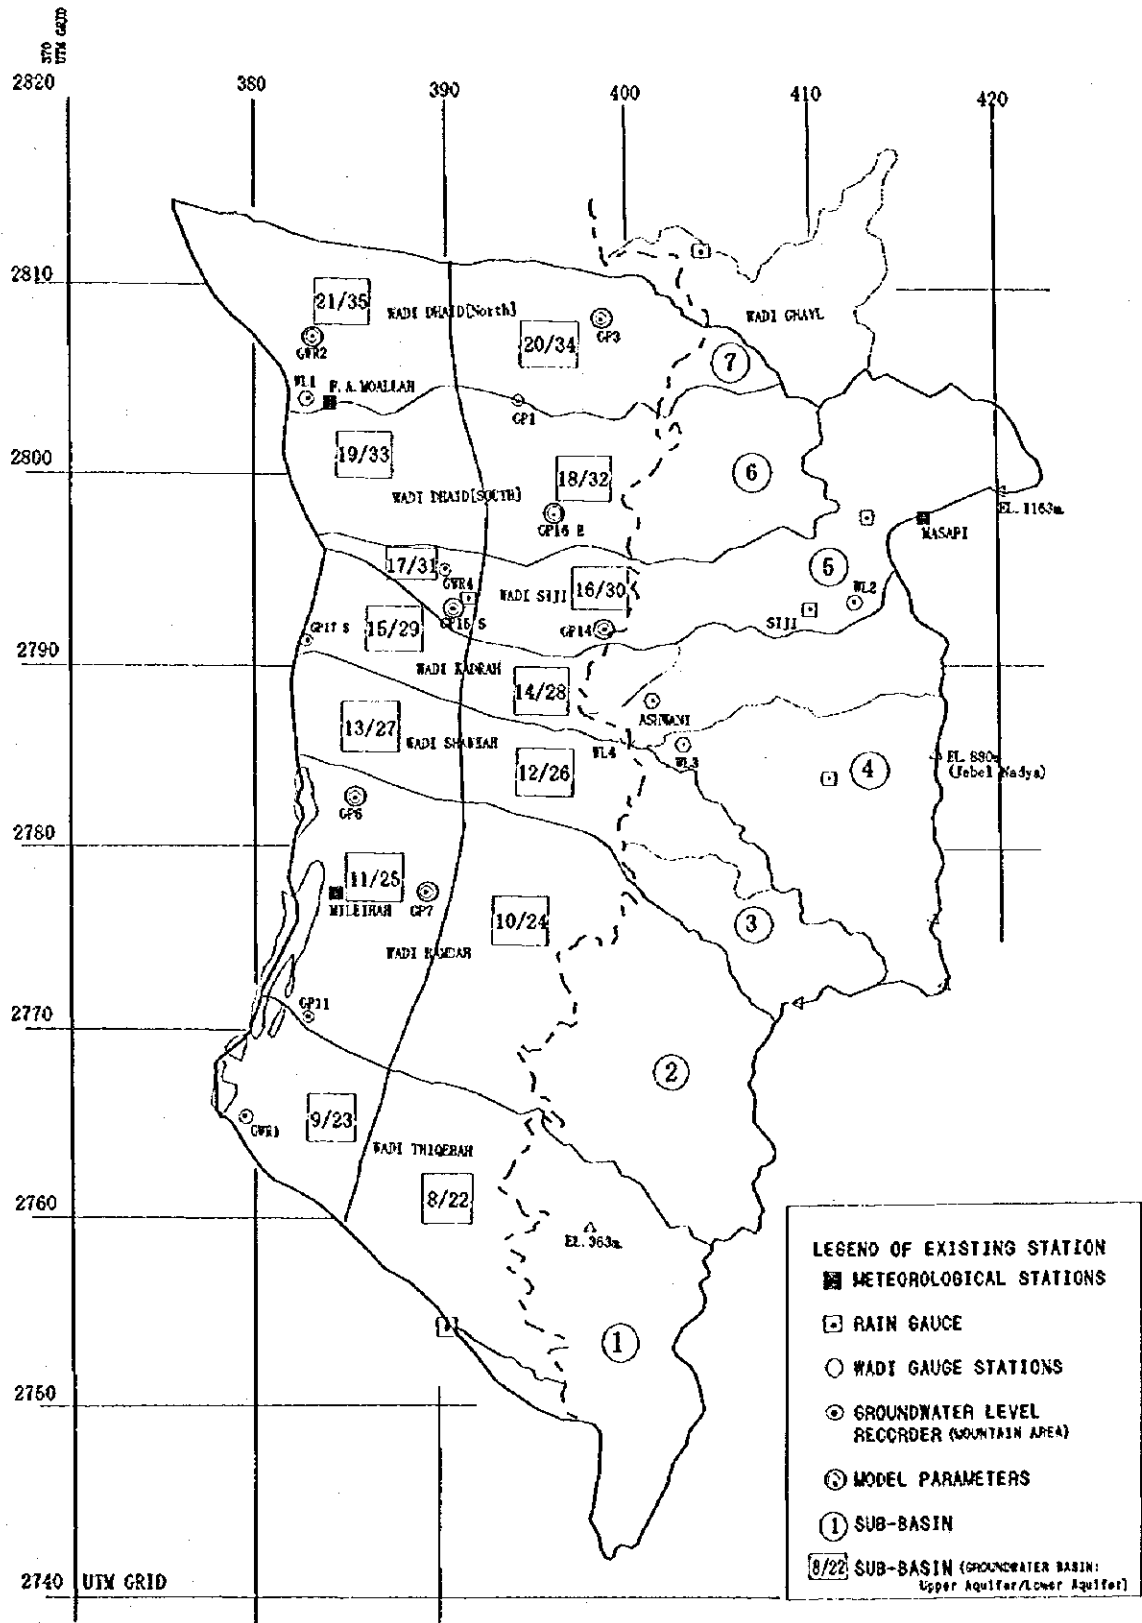 370
UTM GRID
2820
380
390
400
410
420
2810
21/35
WADI DHAID[North]
WADI GHAYL
20/34
GP3
GWR2
7
WL1
F.A.MOALLAH
GP1
19/33
18/32
6
2800
WADI DHAID[SOUTH]
EL. 1163m.
GP16 E
MASAFI
17/31
GWR4
WADI SIJI
16/30
5
WL2
GP17 S
15/29
GP15 S
GP14
SIJI
2790
WADI KADRAH
14/28
ASHWANI
13/27
WADI SHAWKAH
WL4
WL3
12/26
4
EL.880m
(Jebel Nadya)
GP6
2780
11/25
MILEIHAH
GP7
10/24
3
WADI HAMDAH
GP11
2770
2
9/23
GWR1
WADI THIQEBAH
8/22
2760
EL.363m.
1
2750
2740
UTM GRID
LEGEND OF EXISTING STATION
METEOROLOGICAL STATIONS
RAIN GAUCE
WADI GAUGE STATIONS
GROUNDWATER LEVEL
RECORDER (MOUNTAIN AREA)
MODEL PARAMETERS
1 SUB-BASIN
8/22 SUB-BASIN (GROUNDWATER BASIN:
Upper Aquifer/Lower Aquifer)